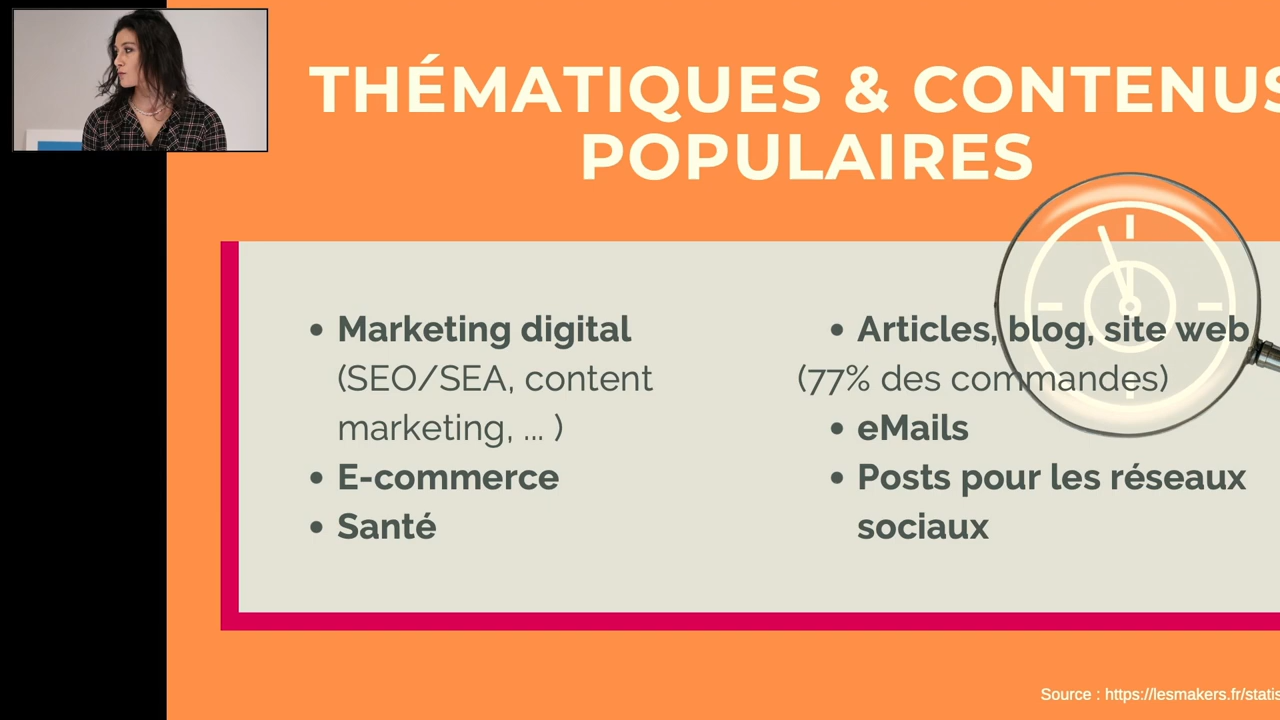 THÉMATIQUES & CONTENUS
POPULAIRES
• Marketing digital
(SEO/SEA, content
marketing, ... )
• E-commerce
• Santé
• Articles, blog, site web
(77% des commandes)
• eMails
• Posts pour les réseaux
sociaux
Source : https://lesmakers.fr/statis